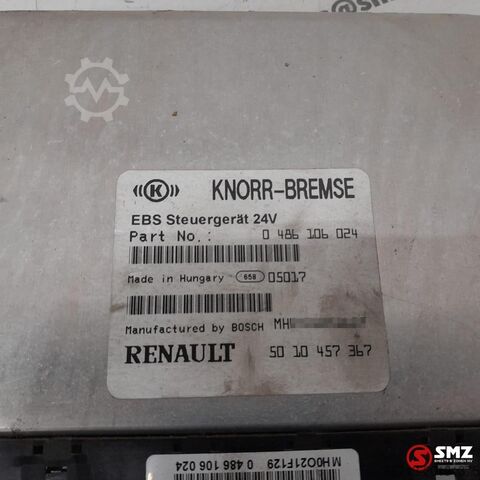 @smz
K KNORR-BREMSE
EBS Steuergerät 24V
Part No.: 0 486 106 024
Made in Hungary 658 05017
Manufactured by BOSCH MH
RENAULT 50 10 457 367
MH0021F129 0 486 106 024
SMZ